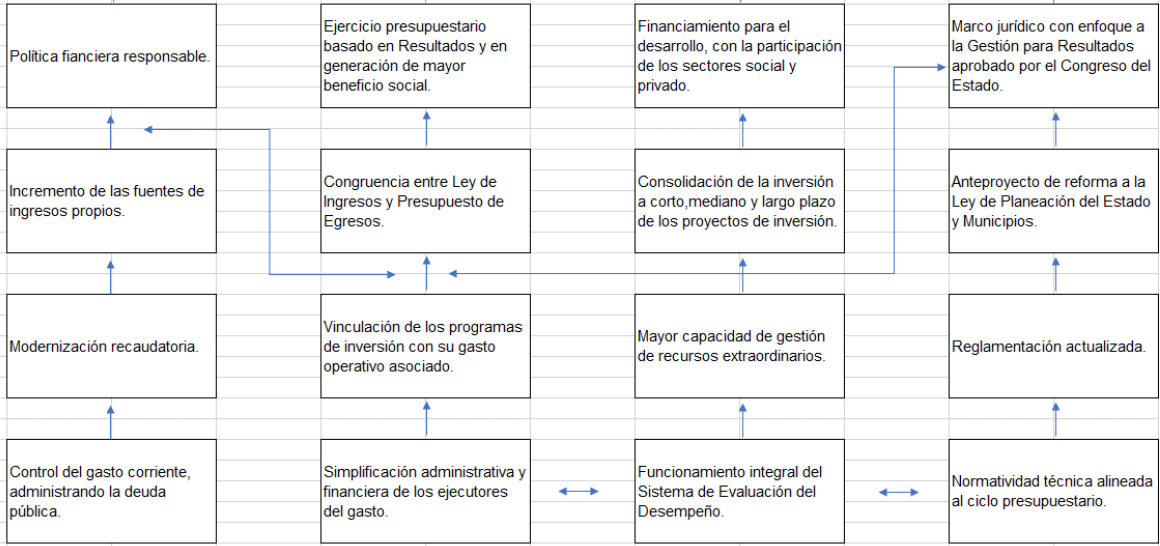 Política fianciera responsable.
Ejercicio presupuestario
basado en Resultados y en
generación de mayor
beneficio social.
Financiamiento para el
desarrollo, con la participación
de los sectores social y
privado.
Marco jurídico con enfoque a
la Gestión para Resultados
aprobado por el Congreso del
Estado.
Incremento de las fuentes de
ingresos propios.
Congruencia entre Ley de
Ingresos y Presupuesto de
Egresos.
Consolidación de la inversión
a corto,mediano y largo plazo
de los proyectos de inversión.
Anteproyecto de reforma a la
Ley de Planeación del Estado
y Municipios.
Modernización recaudatoria.
Vinculación de los programas
de inversión con su gasto
operativo asociado.
Mayor capacidad de gestión
de recursos extraordinarios.
Reglamentación actualizada.
Control del gasto corriente,
administrando la deuda
pública.
Simplificación administrativa y
financiera de los ejecutores
del gasto.
Funcionamiento integral del
Sistema de Evaluación del
Desempeño.
Normatividad técnica alineada
al ciclo presupuestario.